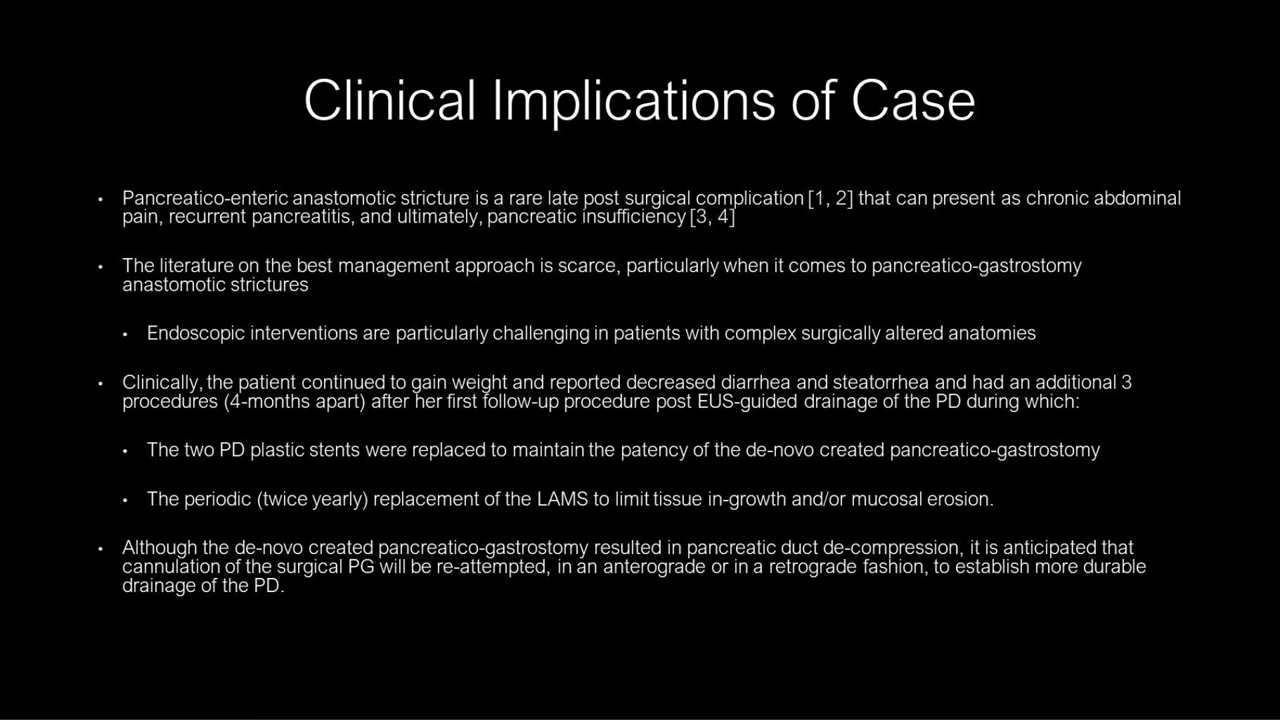 Clinical Implications of Case
• Pancreatico-enteric anastomotic stricture is a rare late post surgical complication [1, 2] that can present as chronic abdominal
pain, recurrent pancreatitis, and ultimately, pancreatic insufficiency [3, 4]
• The literature on the best management approach is scarce, particularly when it comes to pancreatico-gastrostomy
anastomotic strictures
• Endoscopic interventions are particularly challenging in patients with complex surgically altered anatomies
• Clinically, the patient continued to gain weight and reported decreased diarrhea and steatorrhea and had an additional 3
procedures (4-months apart) after her first follow-up procedure post EUS-guided drainage of the PD during which:
• The two PD plastic stents were replaced to maintain the patency of the de-novo created pancreatico-gastrostomy
• The periodic (twice yearly) replacement of the LAMS to limit tissue in-growth and/or mucosal erosion.
• Although the de-novo created pancreatico-gastrostomy resulted in pancreatic duct de-compression, it is anticipated that
cannulation of the surgical PG will be re-attempted, in an anterograde or in a retrograde fashion, to establish more durable
drainage of the PD.